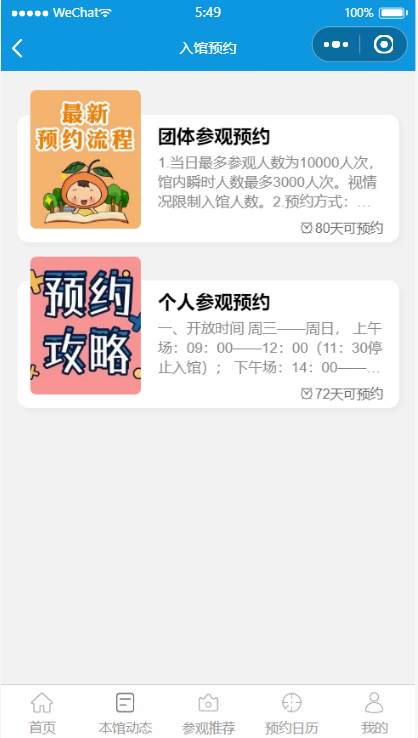 WeChat
5:49
100%
入馆预约
最新
预约流程
团体参观预约
1.当日最多参观人数为10000人次，
馆内瞬时人数最多3000人次。视情
况限制入馆人数。2.预约方式：...
80天可预约
预约
攻略
个人参观预约
一、开放时间 周三——周日， 上午
场：09：00——12：00（11：30停
止入馆）； 下午场：14：00——...
72天可预约
首页
本馆动态
参观推荐
预约日历
我的